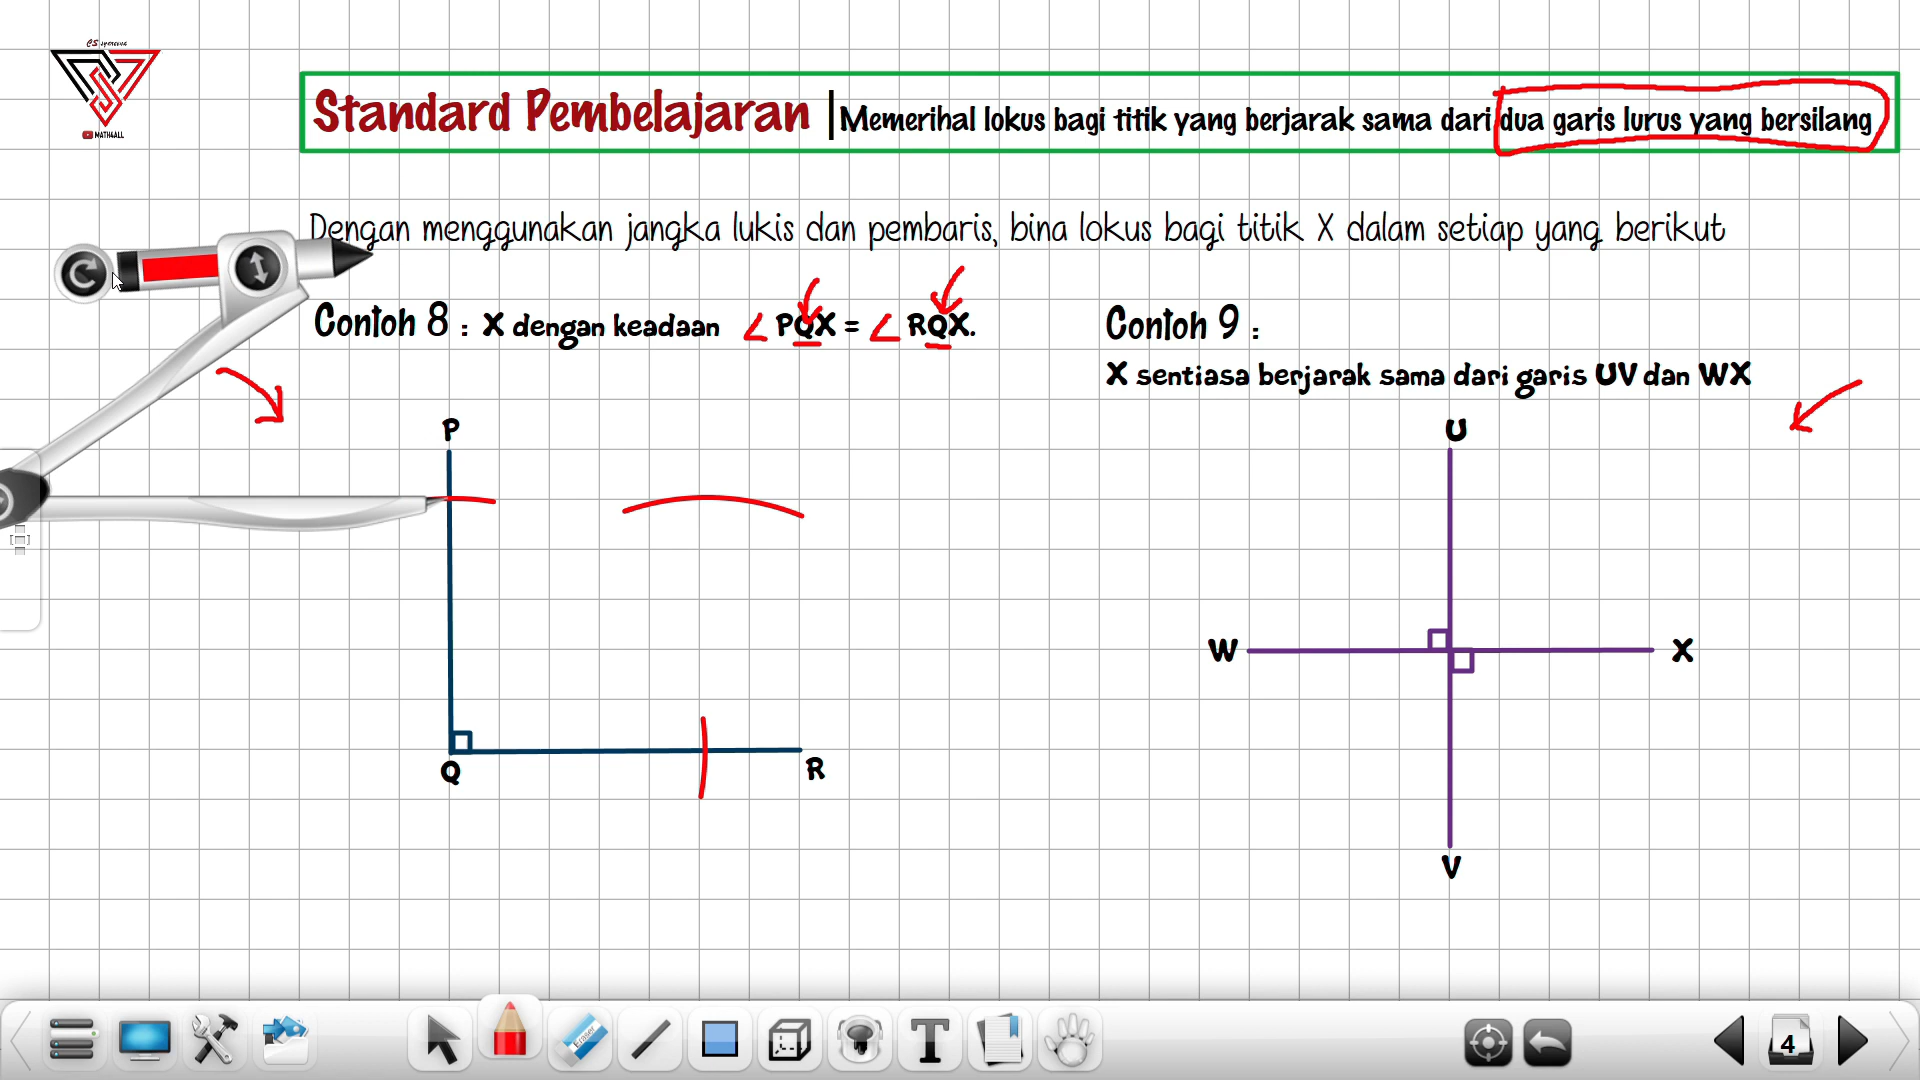 CS
MATH4ALL
Standard Pembelajaran | Memerihal lokus bagi titik yang berjarak sama dari dua garis lurus yang bersilang
Dengan menggunakan jangka lukis dan pembaris, bina lokus bagi titik X dalam setiap yang berikut
Contoh 8 : X dengan keadaan ∠ PQX = ∠ RQX.
Contoh 9 :
X sentiasa berjarak sama dari garis UV dan WX
P
U
W
X
Q
R
V
Eraser
T
4